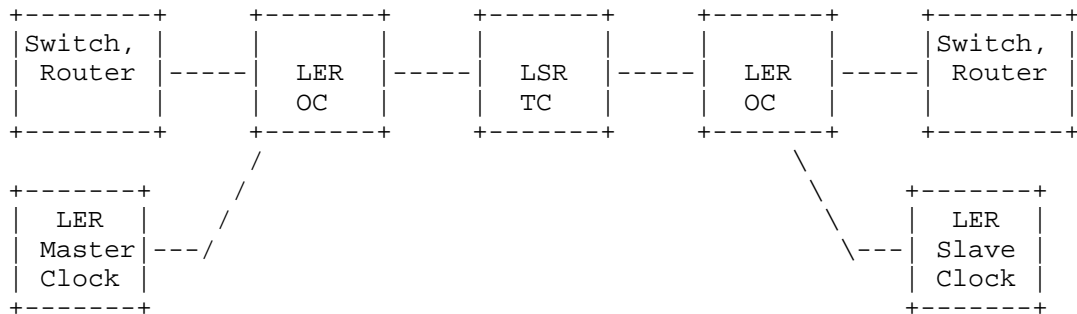 +--------+     +-------+     +-------+     +-------+     +--------+
|Switch, |     |       |     |       |     |       |     |Switch, |
| Router |-----|  LER  |-----|  LSR  |-----|  LER  |-----| Router |
|        |     |  OC   |     |  TC   |     |  OC   |     |        |
+--------+     +-------+     +-------+     +-------+     +--------+
               /                                 \
+-------+     /                                   \     +-------+
|  LER  |    /                                     \    |  LER  |
| Master|---/                                       \---| Slave |
| Clock |                                               | Clock |
+-------+                                               +-------+